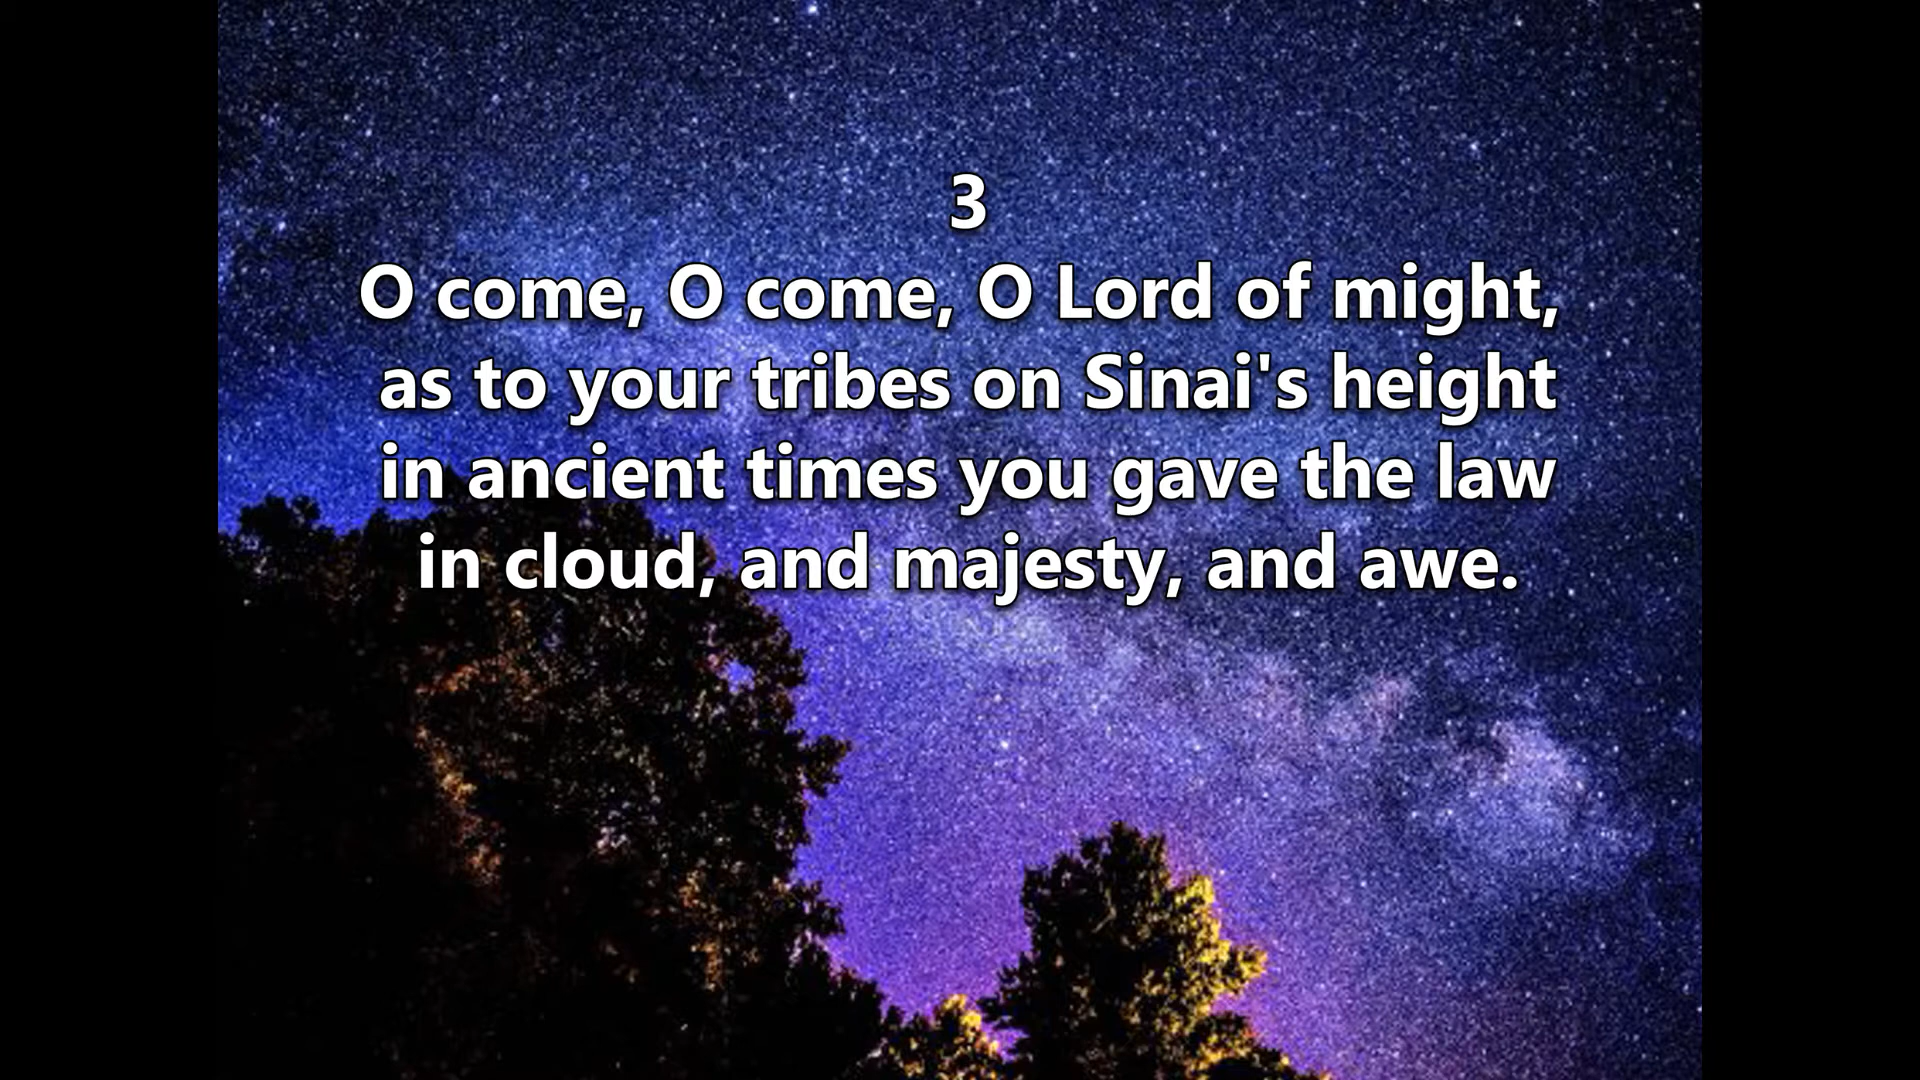 3
O come, O come, O Lord of might,
as to your tribes on Sinai's height
in ancient times you gave the law
in cloud, and majesty, and awe.